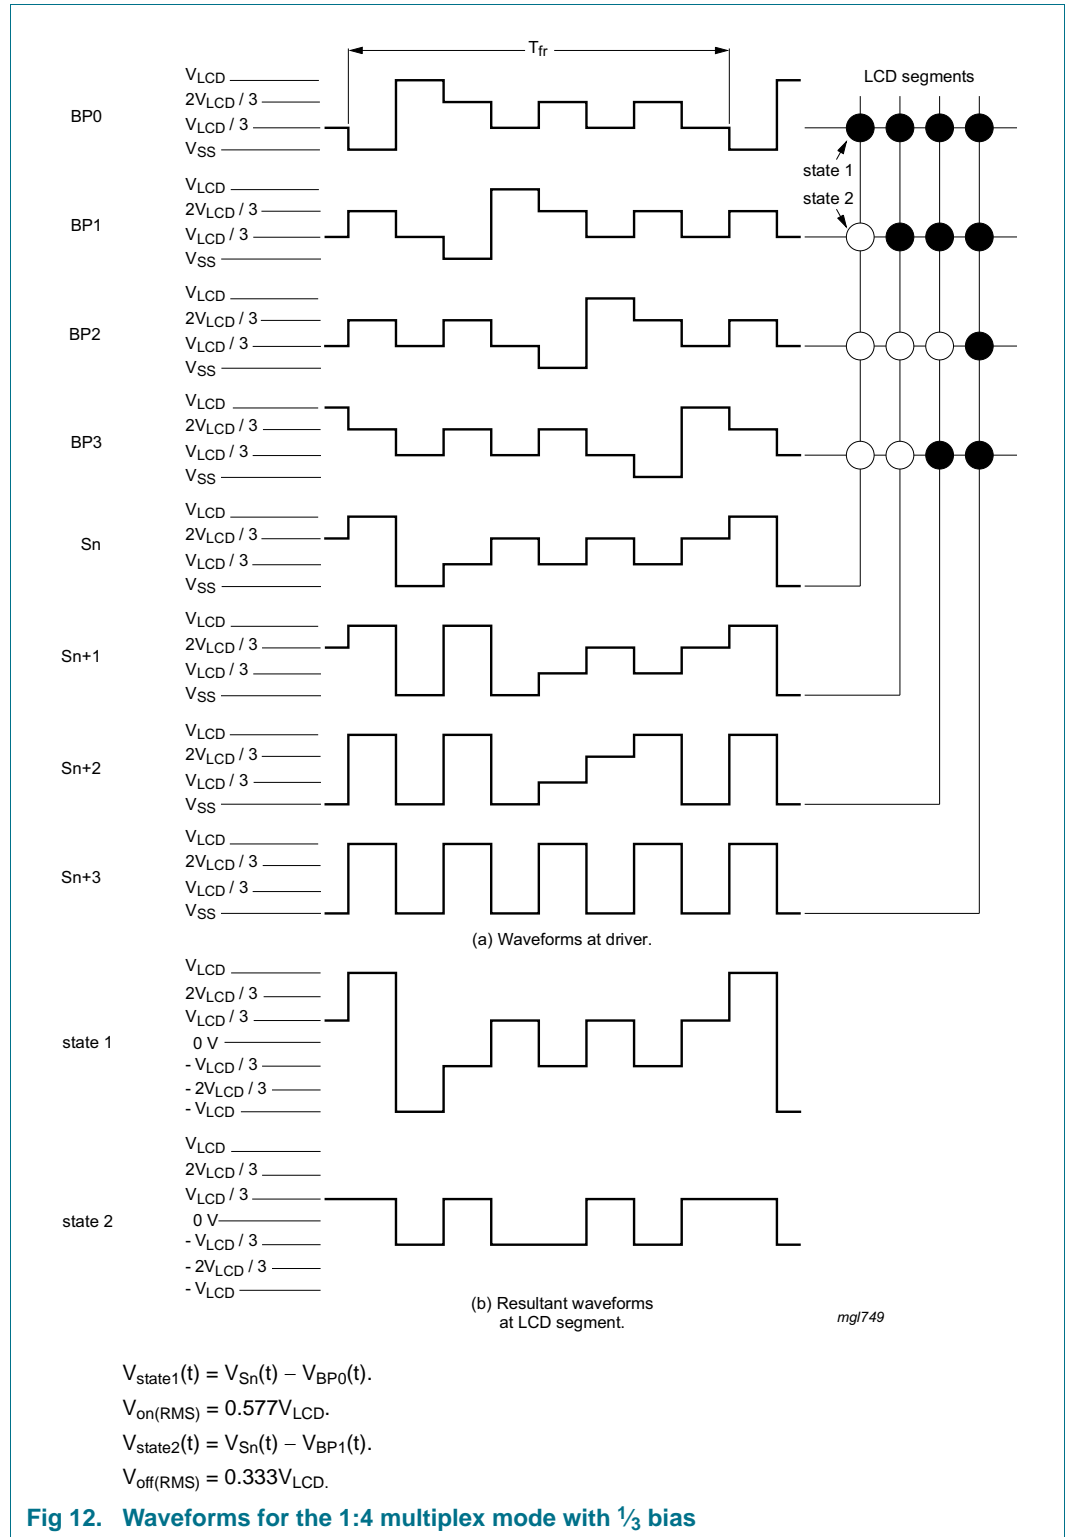 Tfr
BP0
VLCD
2VLCD / 3
VLCD / 3
VSS
LCD segments
state 1
state 2
BP1
VLCD
2VLCD / 3
VLCD / 3
VSS
BP2
VLCD
2VLCD / 3
VLCD / 3
VSS
BP3
VLCD
2VLCD / 3
VLCD / 3
VSS
Sn
VLCD
2VLCD / 3
VLCD / 3
VSS
Sn+1
VLCD
2VLCD / 3
VLCD / 3
VSS
Sn+2
VLCD
2VLCD / 3
VLCD / 3
VSS
Sn+3
VLCD
2VLCD / 3
VLCD / 3
VSS
(a) Waveforms at driver.
state 1
VLCD
2VLCD / 3
VLCD / 3
0 V
- VLCD / 3
- 2VLCD / 3
- VLCD
state 2
VLCD
2VLCD / 3
VLCD / 3
0 V
- VLCD / 3
- 2VLCD / 3
- VLCD
(b) Resultant waveforms
at LCD segment.
mgl749
Vstate1(t) = VSn(t) − VBP0(t).
Von(RMS) = 0.577VLCD.
Vstate2(t) = VSn(t) − VBP1(t).
Voff(RMS) = 0.333VLCD.
Fig 12. Waveforms for the 1:4 multiplex mode with 1⁄3 bias